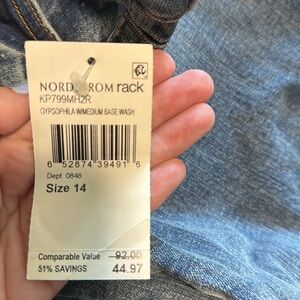 NORDSTROM rack
KP799MH2R
GYPSOPHILA W/MEDIUM BASE WASH
6 52874 39491 6
Dept 0846
Size 14
Comparable Value 92.00
51% SAVINGS 44.97